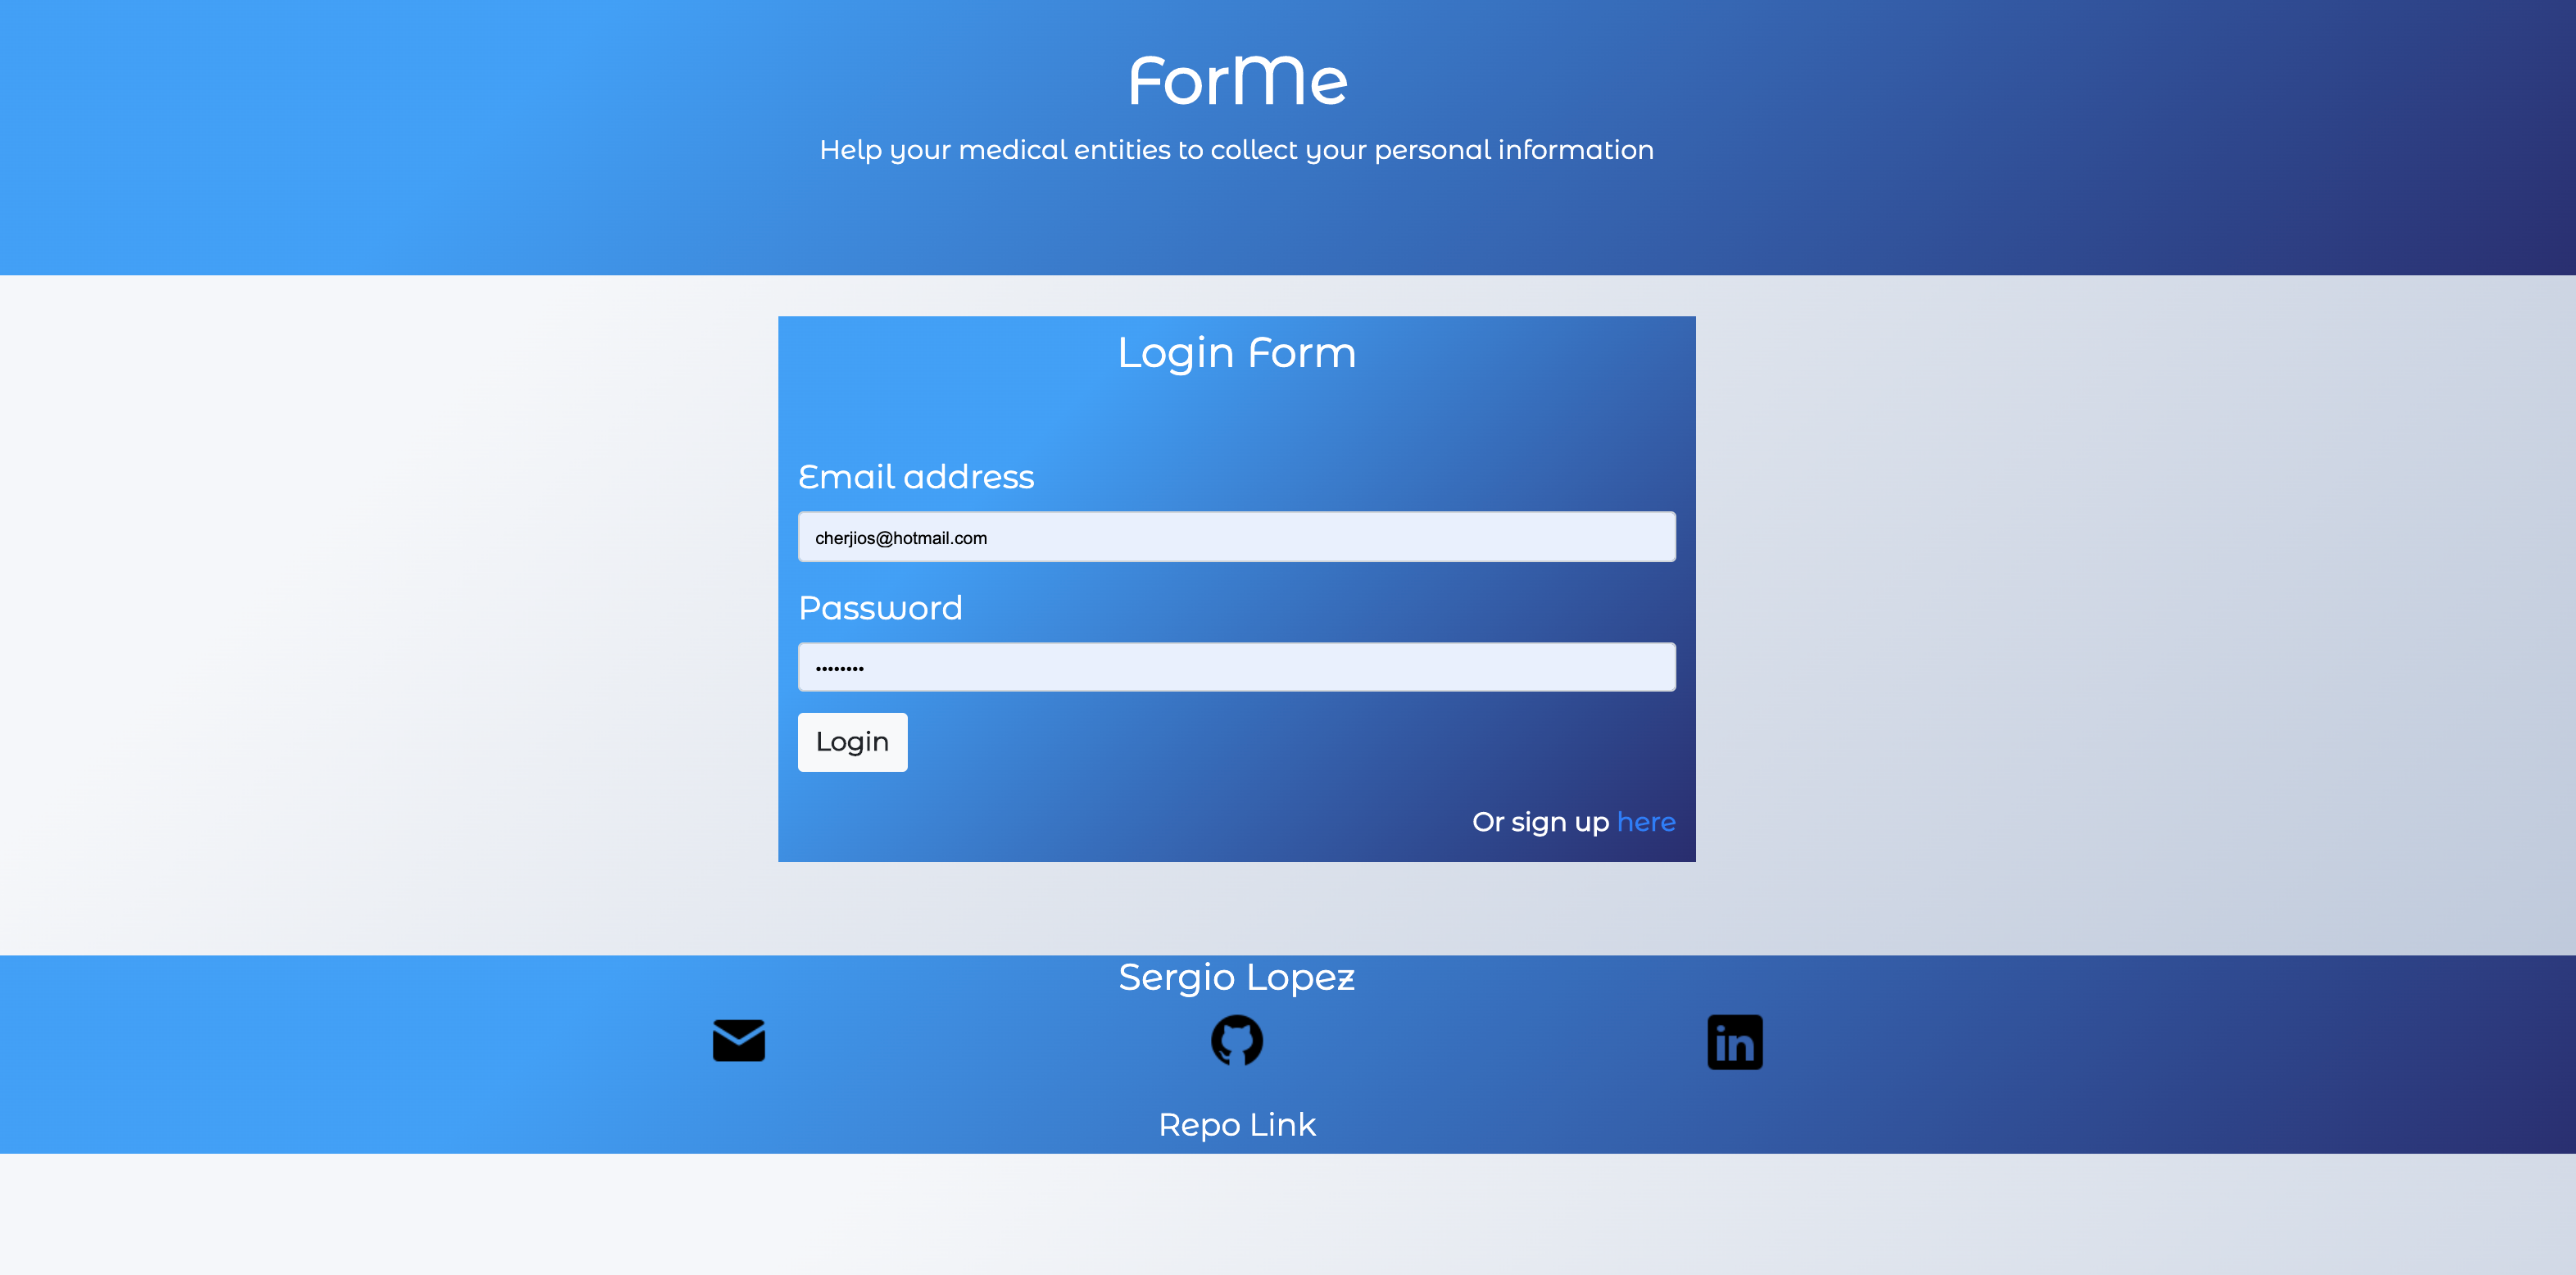 ForMe
Help your medical entities to collect your personal information
Login Form
Email address
cherjios@hotmail.com
Password
••••••••
Login
Or sign up here
Sergio Lopez
in
Repo Link